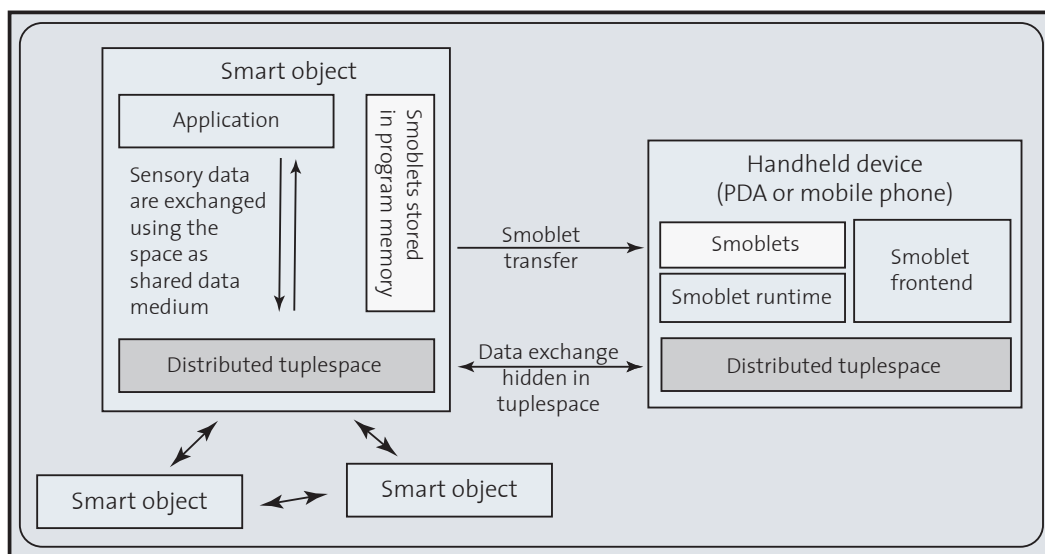 Smart object
Application
Smoblets stored
in program memory
Sensory data
are exchanged
using the
space as
shared data
medium
Distributed tuplespace
Smoblet
transfer
Data exchange
hidden in
tuplespace
Handheld device
(PDA or mobile phone)
Smoblets
Smoblet runtime
Smoblet
frontend
Distributed tuplespace
Smart object
Smart object